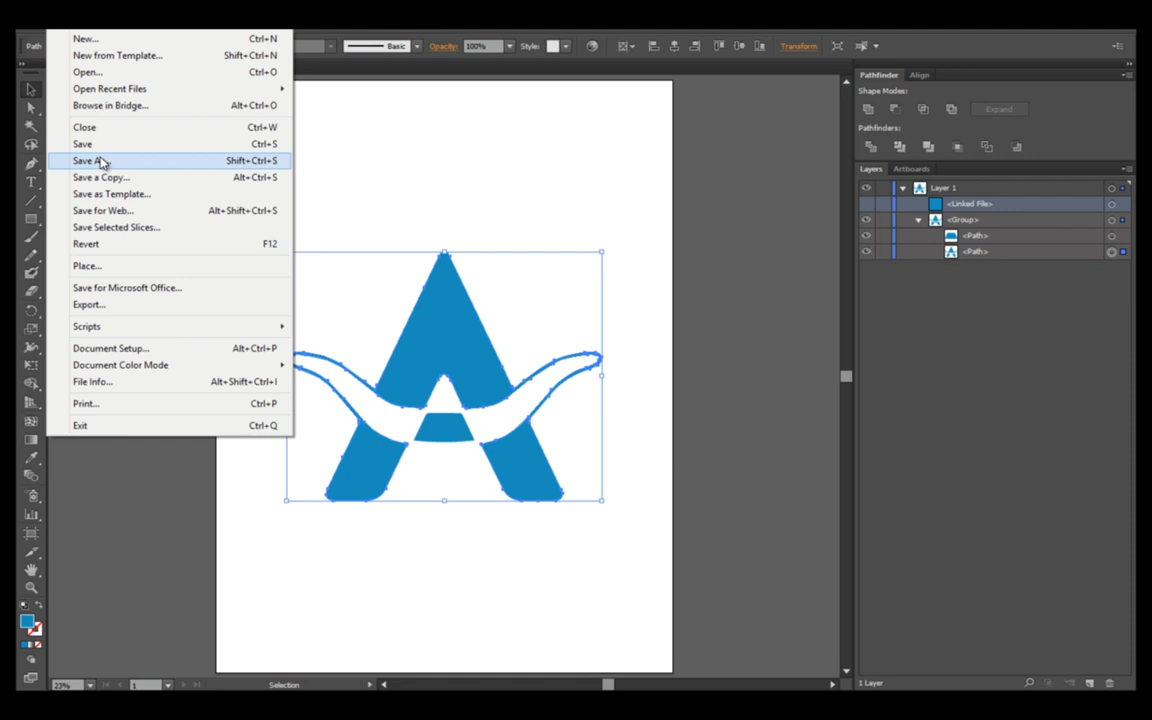 Path
Basic
Opacity:
100%
Style:
Transform
New... Ctrl+N
New from Template... Shift+Ctrl+N
Open... Ctrl+O
Open Recent Files
Browse in Bridge... Alt+Ctrl+O
Close Ctrl+W
Save Ctrl+S
Save A Shift+Ctrl+S
Save a Copy... Alt+Ctrl+S
Save as Template...
Save for Web... Alt+Shift+Ctrl+S
Save Selected Slices...
Revert F12
Place...
Save for Microsoft Office...
Export...
Scripts
Document Setup... Alt+Ctrl+P
Document Color Mode
File Info... Alt+Shift+Ctrl+I
Print... Ctrl+P
Exit Ctrl+Q
Pathfinder Align
Shape Modes:
Expand
Pathfinders:
Layers Artboards
Layer 1
<Linked File>
<Group>
<Path>
<Path>
23% 1 Selection
1 Layer